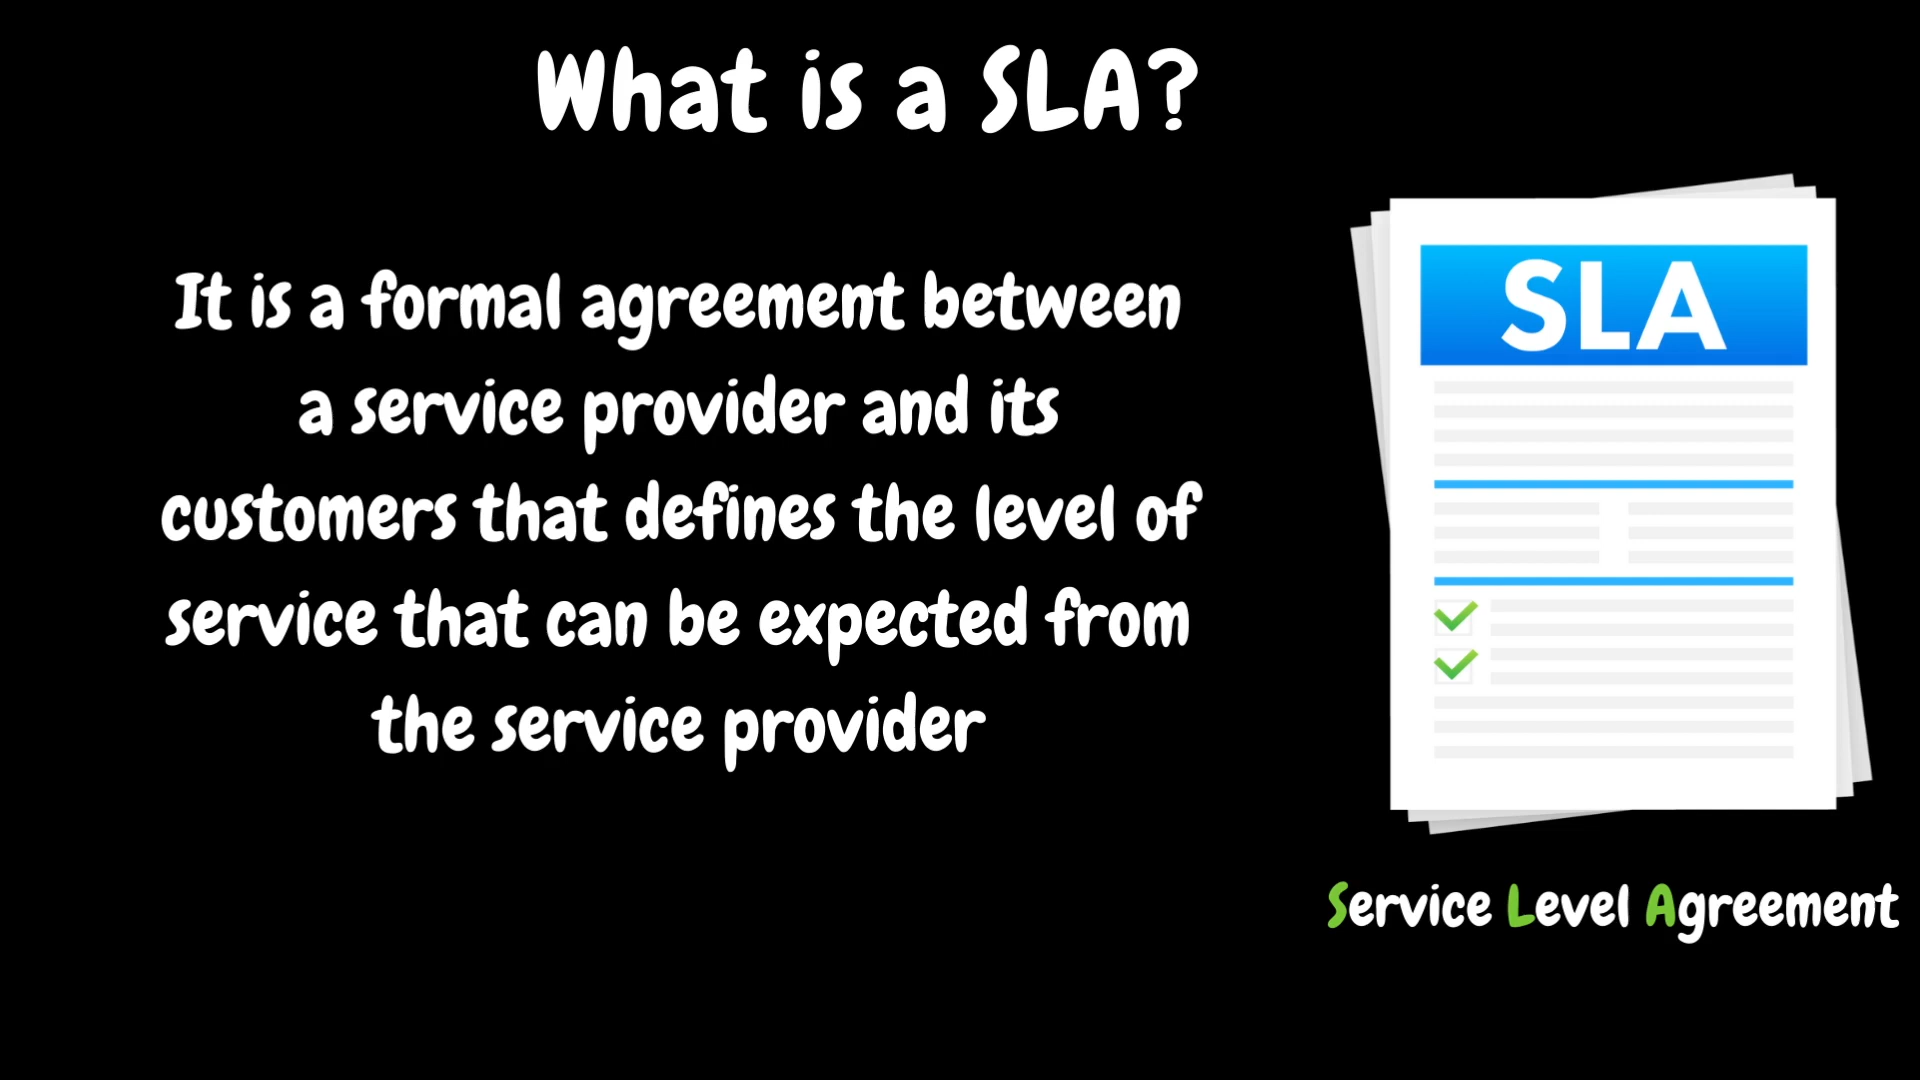 What is a SLA?
It is a formal agreement between
a service provider and its
customers that defines the level of
service that can be expected from
the service provider
SLA
Service Level Agreement